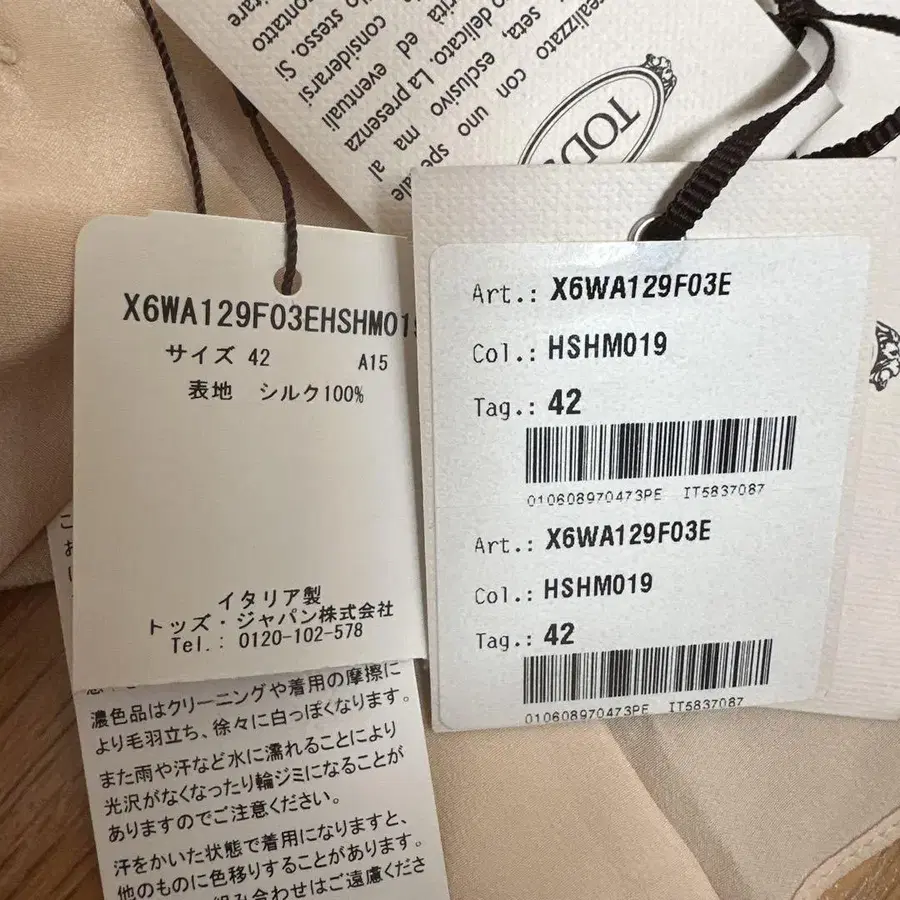 realizzato con uno speciale
seta, esclusivo ma al
delicato. La presenza
rità ed eventuali
considerarsi
lo stesso. Si
contatto
TOD
X6WA129F03EHSHM019
サイズ 42 A15
表地 シルク100%
イタリア製
トッズ・ジャパン株式会社
Tel.: 0120-102-578
濃色品はクリーニングや着用の摩擦に
より毛羽立ち、徐々に白っぽくなります。
また雨や汗など水に濡れることにより
光沢がなくなったり輪ジミになることが
ありますのでご注意ください。
汗をかいた状態で着用になりますと、
他のものに色移りすることがあります。
組み合わせはご遠慮くださ
Art.: X6WA129F03E
Col.: HSHM019
Tag.: 42
010608970473PE IT5837087
Art.: X6WA129F03E
Col.: HSHM019
Tag.: 42
010608970473PE IT5837087